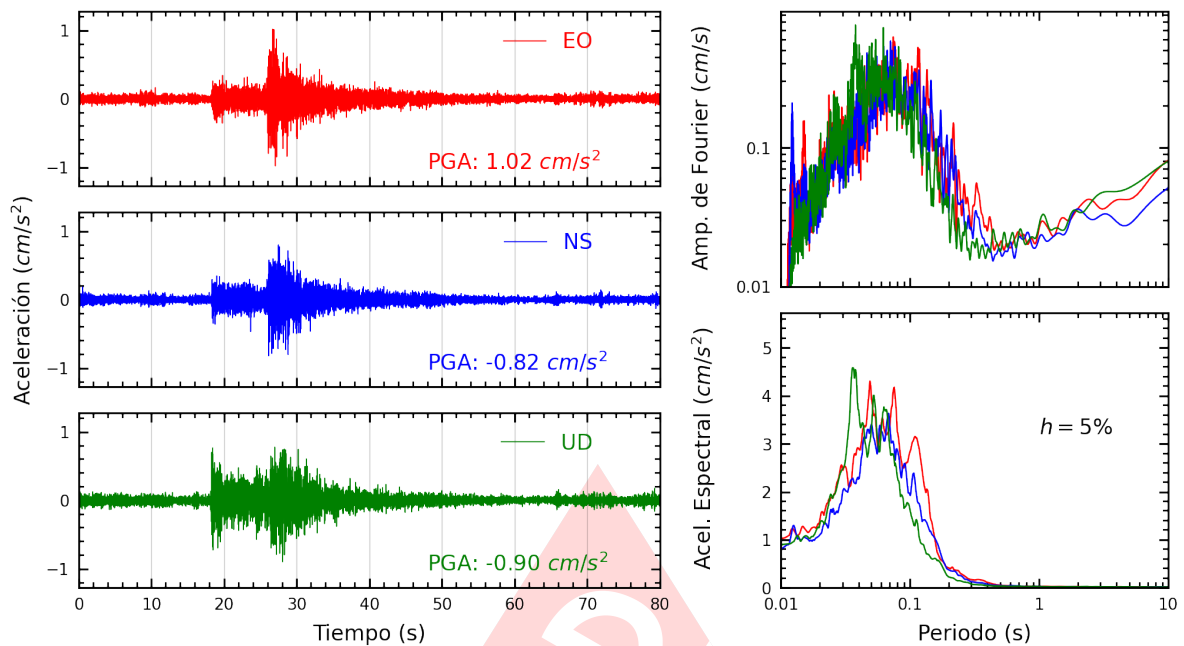 Aceleración (cm/s²)
1
0
−1
EO
PGA: 1.02 cm/s²
1
0
−1
NS
PGA: -0.82 cm/s²
1
0
−1
UD
PGA: -0.90 cm/s²
0 10 20 30 40 50 60 70 80
Tiempo (s)
Amp. de Fourier (cm/s)
0.1
0.01
Acel. Espectral (cm/s²)
5
4
3
2
1
0
h = 5%
0.01 0.1 1 10
Periodo (s)